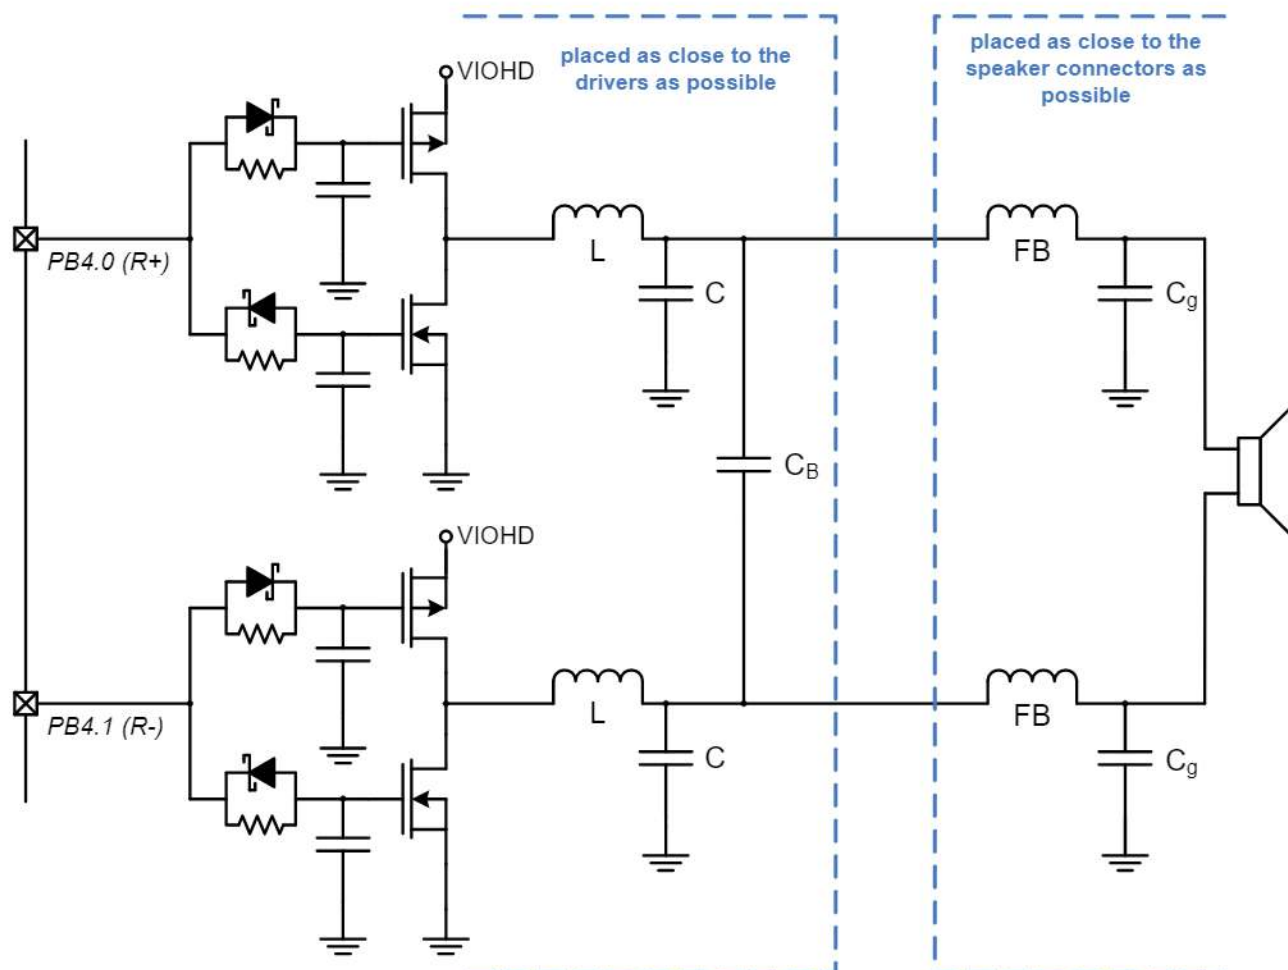 placed as close to the
drivers as possible
placed as close to the
speaker connectors as
possible
VIOHD
PB4.0 (R+)
L
C
FB
Cg
CB
VIOHD
PB4.1 (R-)
L
C
FB
Cg